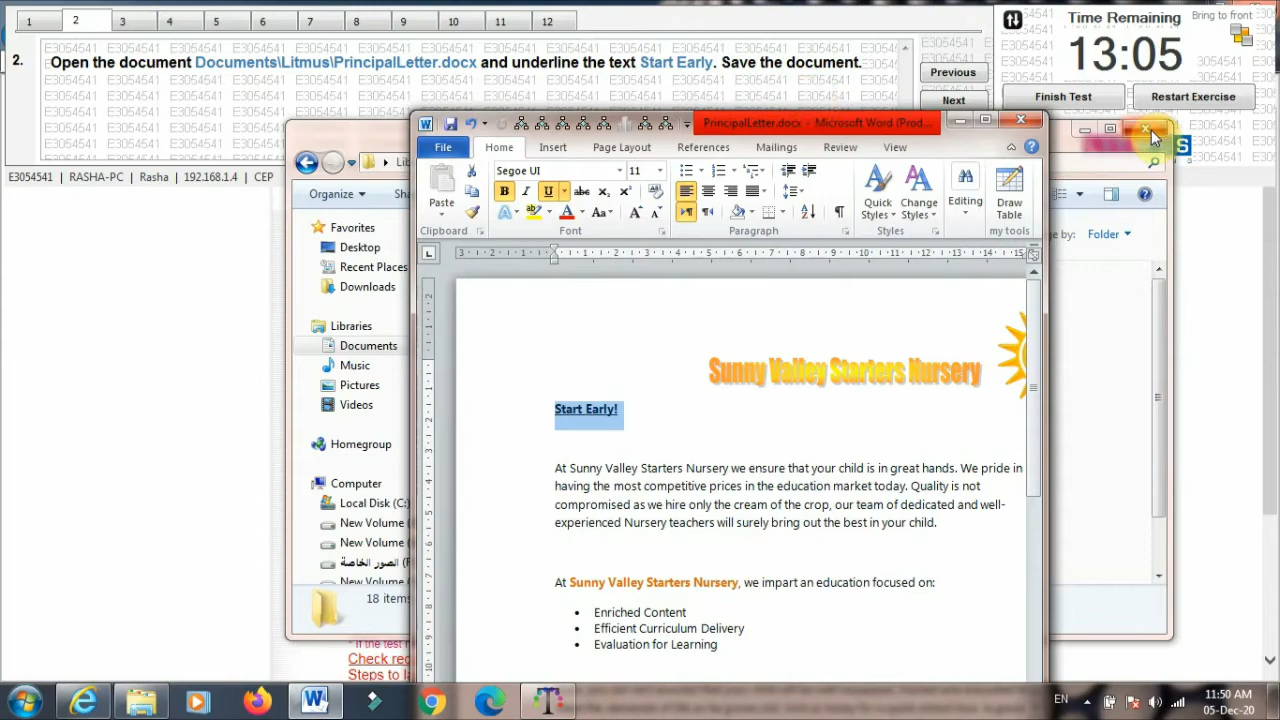 1 2 3 4 5 6 7 8 9 10 11 12
Time Remaining
Bring to front
13:05
2. Open the document Documents\Litmus\PrincipalLetter.docx and underline the text Start Early. Save the document.
Previous
Next
Finish Test
Restart Exercise
E3054541 | RASHA-PC | Rasha | 192.168.1.4 | CEP
PrincipalLetter.docx - Microsoft Word (Prod...
File Home Insert References Mailings Review View
Segoe UI 11
Paste
Quick Styles
Change Styles
Editing
Draw Table
Clipboard Font Paragraph Styles my tools
Organize
Folder
Favorites
Desktop
Recent Places
Downloads
Libraries
Documents
Music
Pictures
Videos
Homegroup
Computer
Local Disk (C:)
New Volume
New Volume
الصور الخاصة
New Volume
18 items
Sunny Valley Starters Nursery
Start Early!
At Sunny Valley Starters Nursery we ensure that your child is in great hands. We pride in
having the most competitive prices in the education market today. Quality is not
compromised as we hire only the cream of the crop, our team of dedicated and well-
experienced Nursery teachers will surely bring out the best in your child.
At Sunny Valley Starters Nursery, we impart an education focused on:
• Enriched Content
• Efficient Curriculum Delivery
• Evaluation for Learning
Check rec
Steps to la
EN
11:50 AM
05-Dec-20